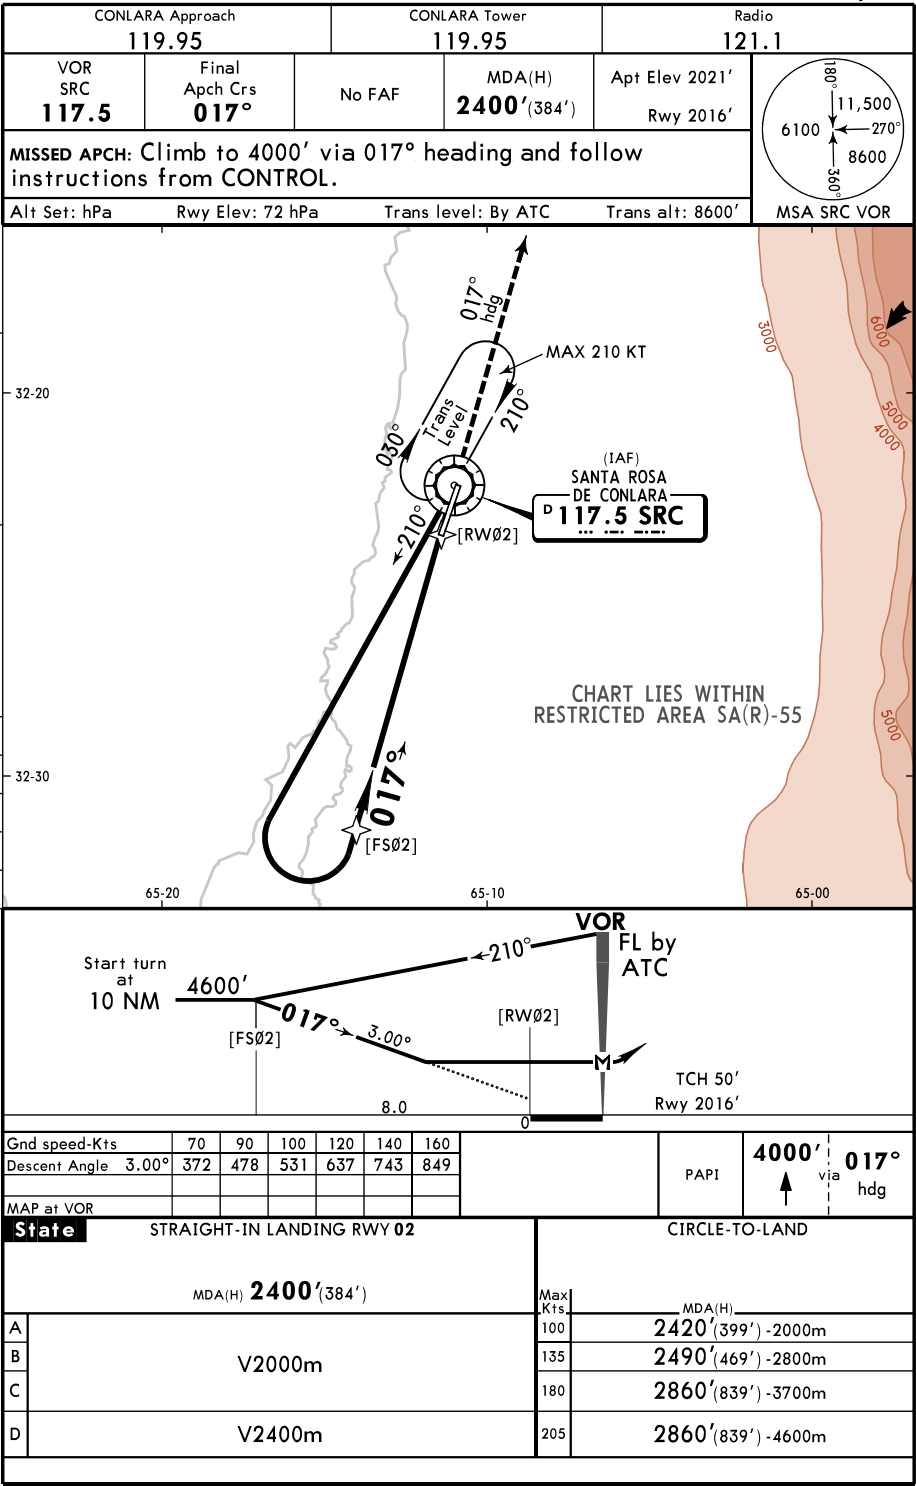 CONLARA Approach
119.95
CONLARA Tower
119.95
Radio
121.1
VOR
SRC
117.5
Final
Apch Crs
017°
No FAF
MDA(H)
2400'(384')
Apt Elev 2021'
Rwy 2016'
180°
11,500
6100
270°
8600
360°
MSA SRC VOR
MISSED APCH: Climb to 4000' via 017° heading and follow
instructions from CONTROL.
Alt Set: hPa Rwy Elev: 72 hPa Trans level: By ATC Trans alt: 8600'
017°
hdg
MAX 210 KT
3000
6000
5000
4000
32-20
Trans
Level
210°
030°
(IAF)
SANTA ROSA
DE CONLARA
D 117.5 SRC
210°
[RWØ2]
CHART LIES WITHIN
RESTRICTED AREA SA(R)-55
5000
32-30
017°
[FSØ2]
65-20
65-10
65-00
VOR
FL by
ATC
210°
Start turn
at
10 NM
4600'
017°
3.00°
[FSØ2]
[RWØ2]
M
TCH 50'
Rwy 2016'
8.0
0
Gnd speed-Kts 70 90 100 120 140 160
Descent Angle 3.00° 372 478 531 637 743 849
MAP at VOR
PAPI
4000'
via
017°
hdg
State
STRAIGHT-IN LANDING RWY 02
CIRCLE-TO-LAND
MDA(H) 2400'(384')
Max
Kts
MDA(H)
A
B
C
V2000m
D
V2400m
100 2420'(399') -2000m
135 2490'(469') -2800m
180 2860'(839') -3700m
205 2860'(839') -4600m